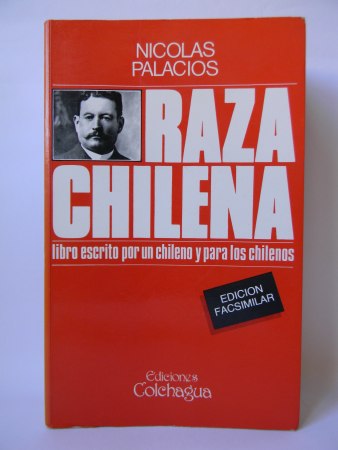 NICOLAS
PALACIOS
RAZA
CHILENA
libro escrito por un chileno y para los chilenos
EDICION
FACSIMILAR
Ediciones
Colchagua